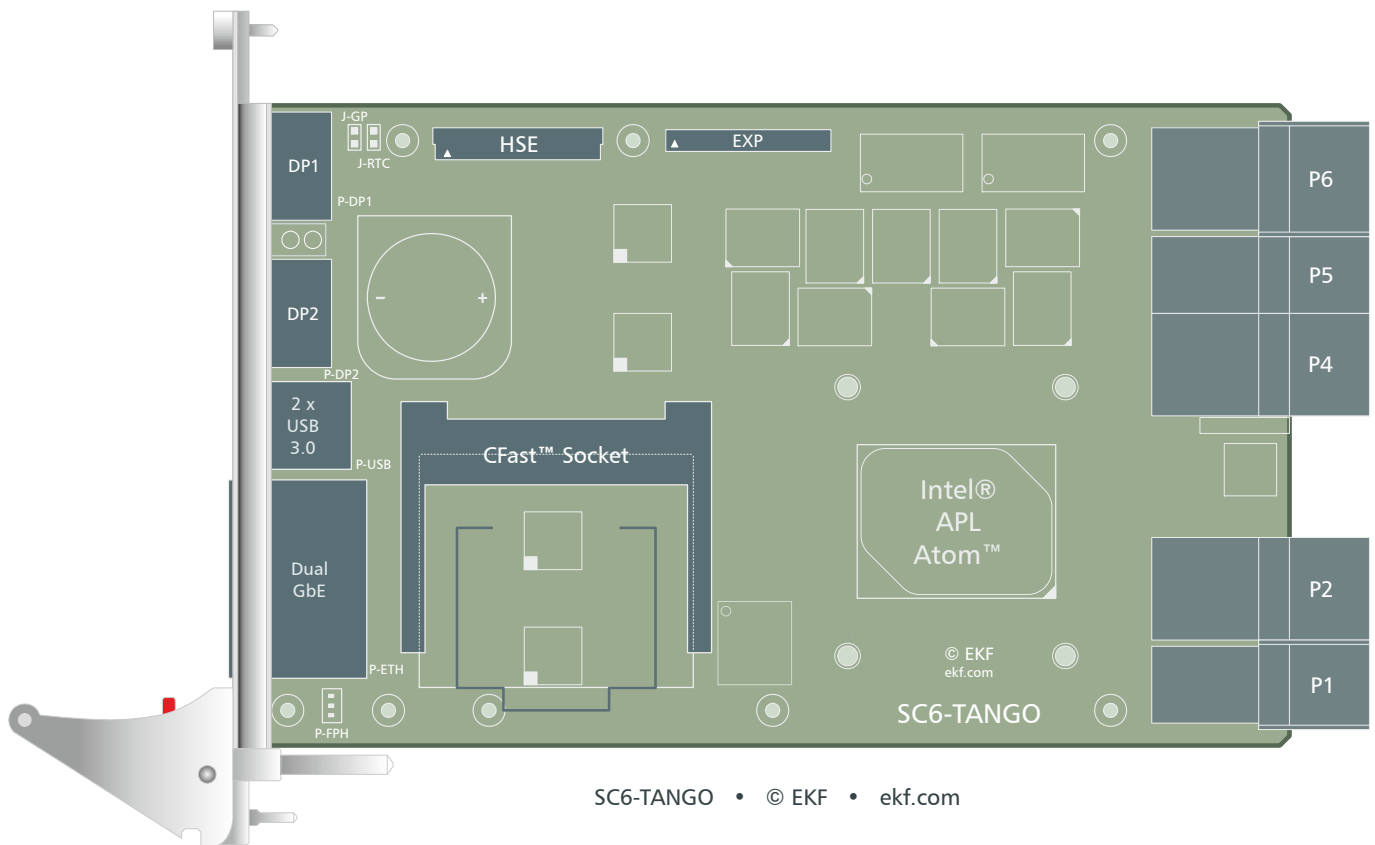 J-GP
J-RTC
DP1
HSE
EXP
P6
P-DP1
P5
−
+
DP2
P4
P-DP2
2 x
USB
3.0
P-USB
CFast™ Socket
Intel®
APL
Atom™
Dual
GbE
P2
P-ETH
© EKF
ekf.com
P1
SC6-TANGO
P-FPH
SC6-TANGO • © EKF • ekf.com